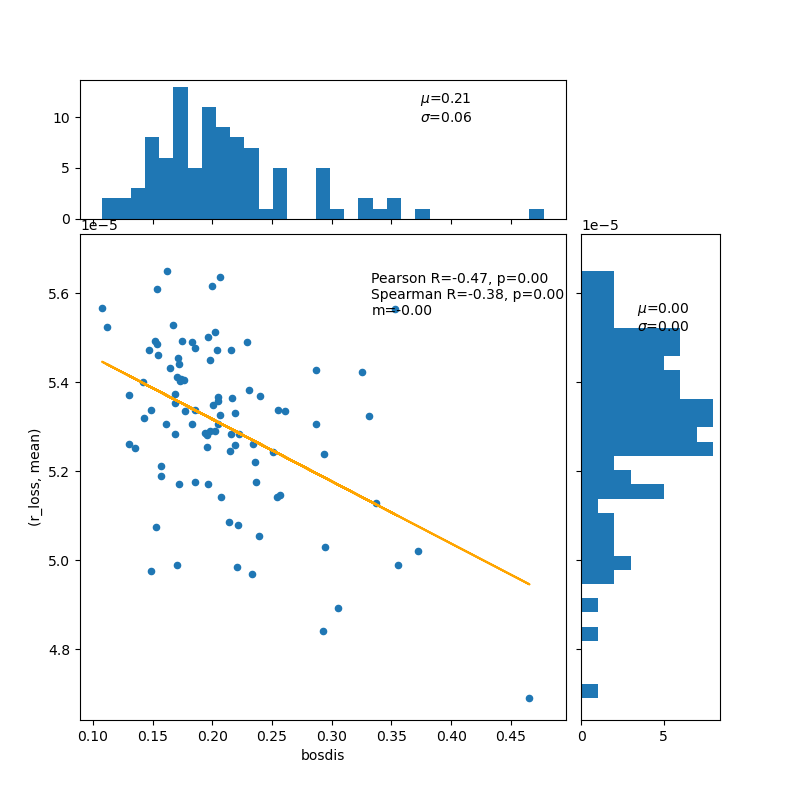 μ=0.21
σ=0.06
10
5
0
1e−5
1e−5
Pearson R=-0.47, p=0.00
Spearman R=-0.38, p=0.00
m=-0.00
μ=0.00
σ=0.00
5.6
5.4
5.2
5.0
4.8
(r_loss, mean)
0.10 0.15 0.20 0.25 0.30 0.35 0.40 0.45
0 5
bosdis